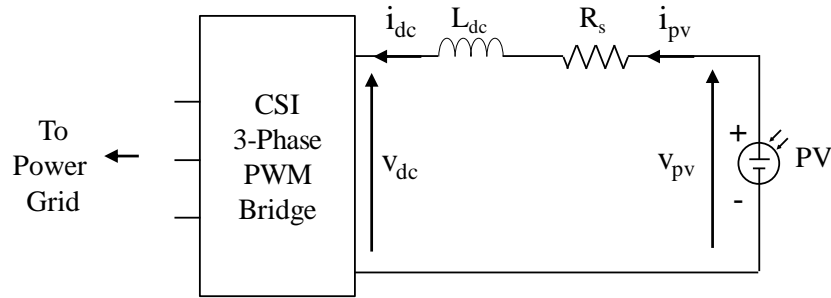 i_dc
L_dc
R_s
i_pv
CSI
3-Phase
PWM
Bridge
To
Power
Grid
v_dc
v_pv
+
-
PV